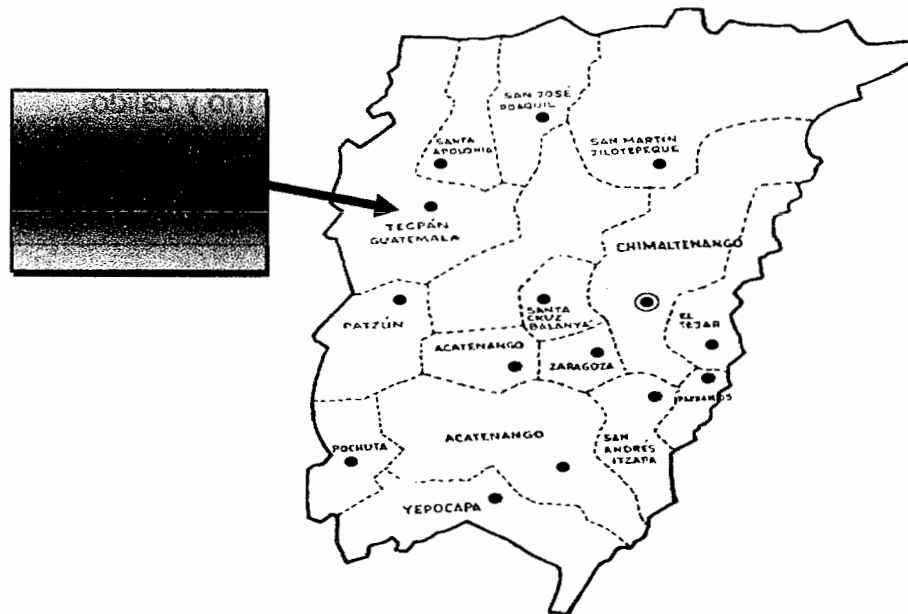 SAN JOSÉ
POAQUIL
SANTA
APOLONIA
SAN MARTIN
JILOTEPEQUE
TECPÁN
GUATEMALA
CHIMALTENANGO
PATZÚN
SANTA
CRUZ
BALANYA
EL
TEJAR
ACATENANGO
ZARAGOZA
ACATENANGO
SAN
ANDRES
ITZAPA
POCHUTA
YEPOCAPA